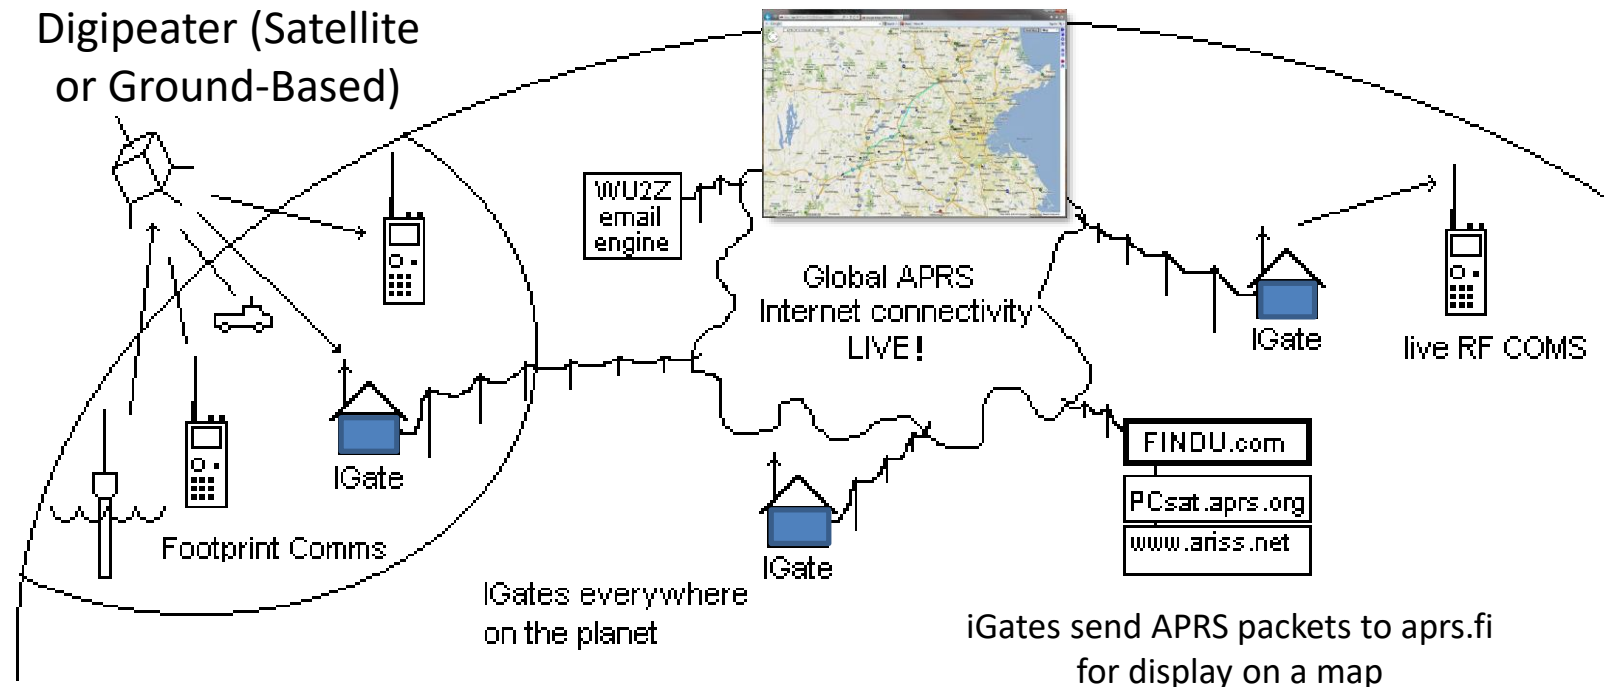 Digipeater (Satellite
or Ground-Based)
WU2Z
email
engine
Global APRS
Internet connectivity
LIVE!
IGate
live RF COMS
IGate
FINDU.com
PCsat.aprs.org
www.ariss.net
Footprint Comms
IGate
IGates everywhere
on the planet
iGates send APRS packets to aprs.fi
for display on a map